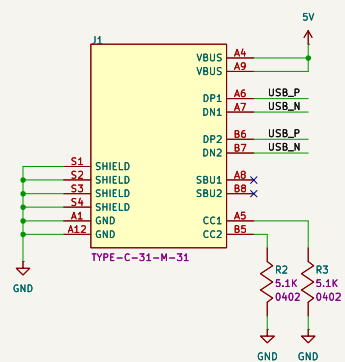 5V
J1
VBUS A4
VBUS A9
DP1 A6 USB_P
DN1 A7 USB_N
DP2 B6 USB_P
DN2 B7 USB_N
S1 SHIELD
S2 SHIELD SBU1 A8
S3 SHIELD SBU2 B8
S4 SHIELD
A1 GND CC1 A5
A12 GND CC2 B5
TYPE-C-31-M-31
R2 R3
5.1K 5.1K
0402 0402
GND
GND GND